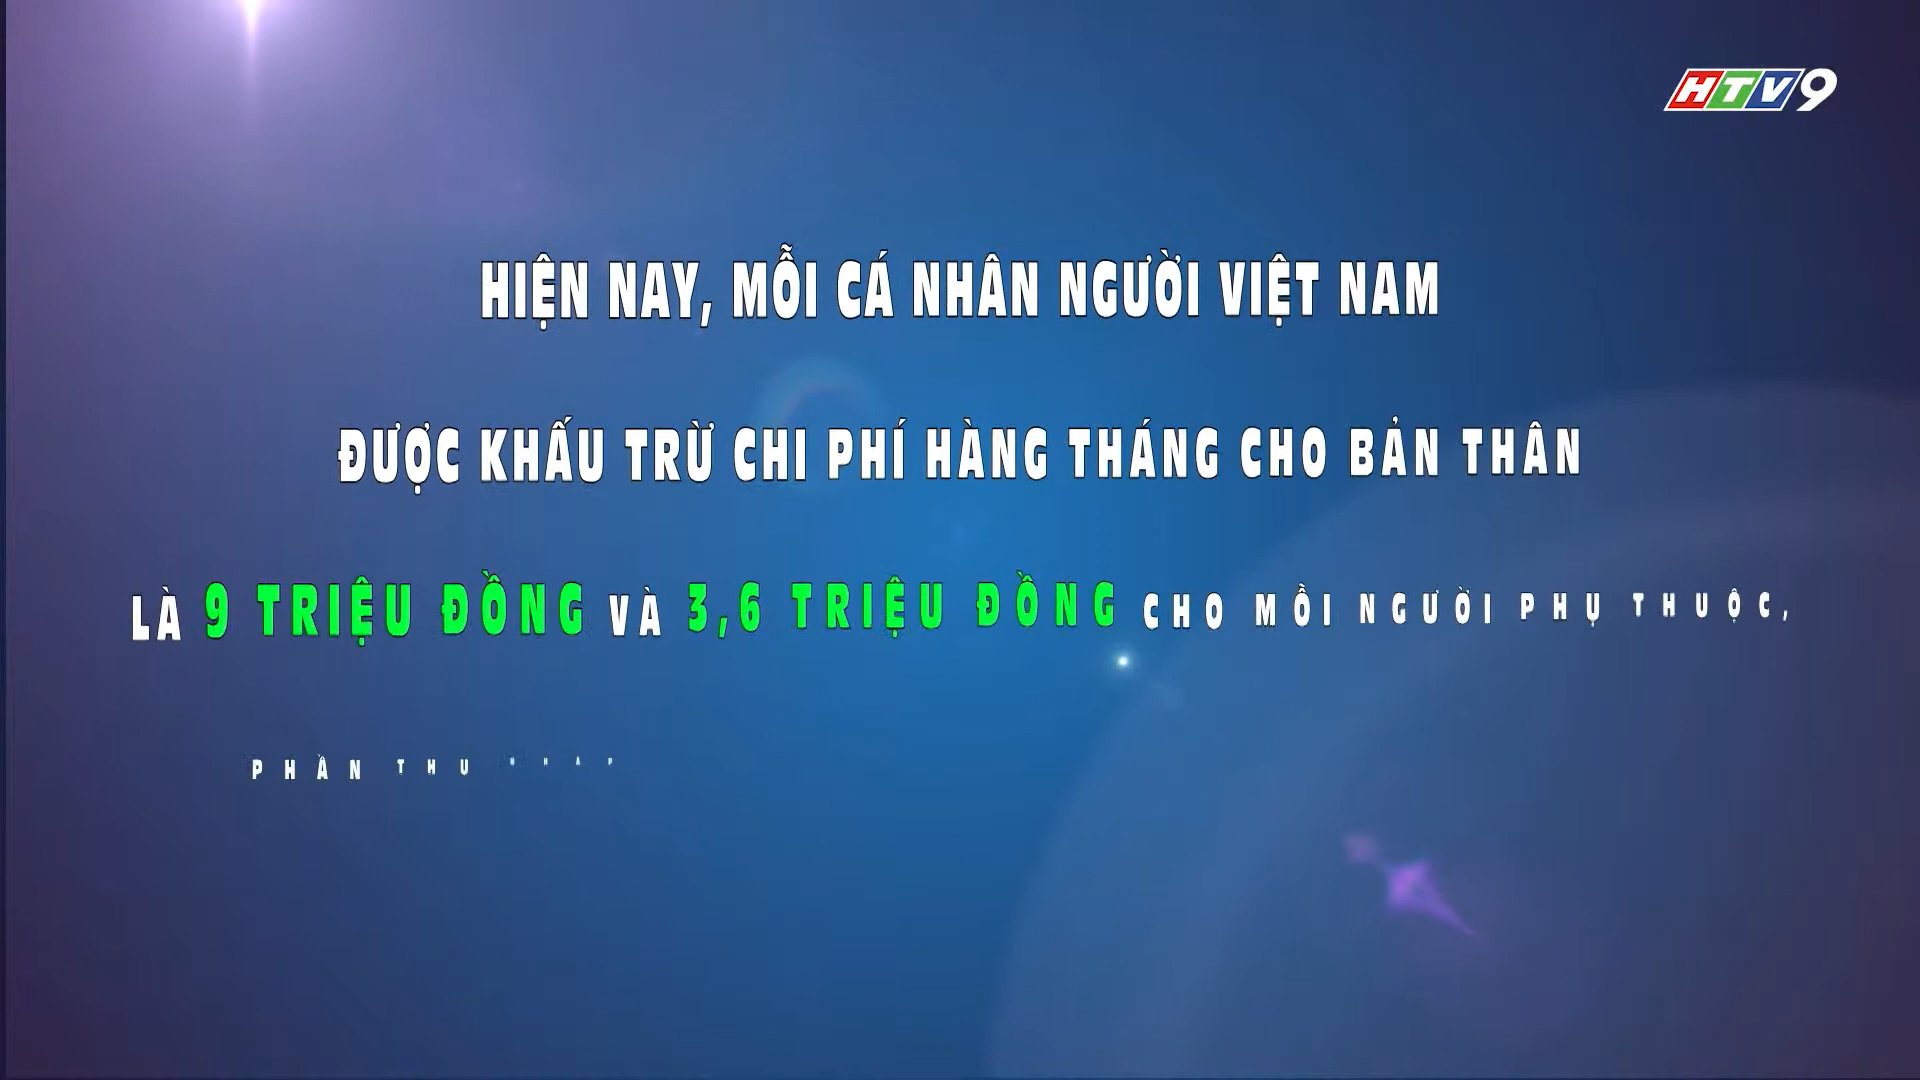 HTV9
HIỆN NAY, MỖI CÁ NHÂN NGƯỜI VIỆT NAM
ĐƯỢC KHẤU TRỪ CHI PHÍ HÀNG THÁNG CHO BẢN THÂN
LÀ 9 TRIỆU ĐỒNG VÀ 3,6 TRIỆU ĐỒNG CHO MỖI NGƯỜI PHỤ THUỘC,
PHẦN THU